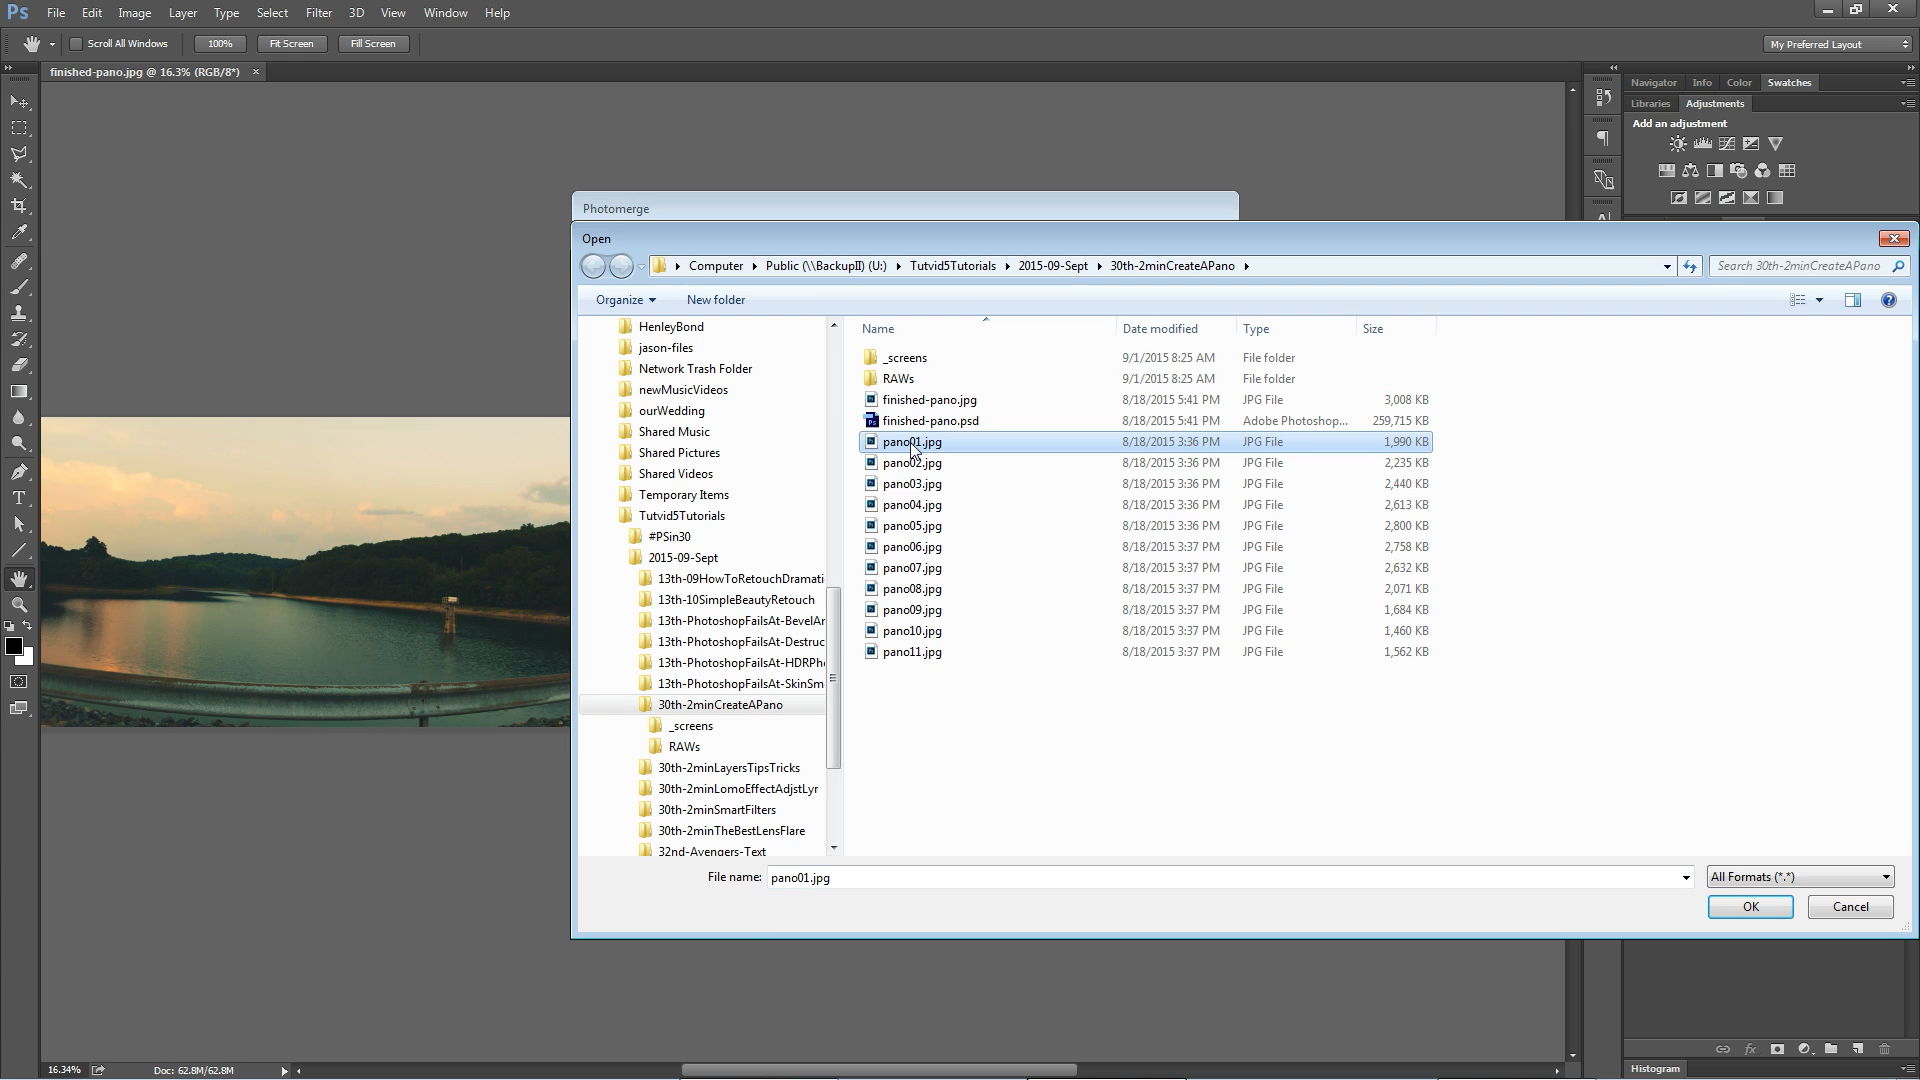 Ps File Edit Image Layer Type Select Filter 3D View Window Help
Scroll All Windows 100% Fit Screen Fill Screen My Preferred Layout
finished-pano.jpg @ 16.3% (RGB/8*) ×
Navigator Info Color Swatches
Libraries Adjustments
Add an adjustment
Photomerge
Open
Computer Public (\\BackupII) (U:) Tutvid5Tutorials 2015-09-Sept 30th-2minCreateAPano Search 30th-2minCreateAPano
Organize New folder
HenleyBond
jason-files
Network Trash Folder
newMusicVideos
ourWedding
Shared Music
Shared Pictures
Shared Videos
Temporary Items
Tutvid5Tutorials
#PSin30
2015-09-Sept
13th-09HowToRetouchDramati
13th-10SimpleBeautyRetouch
13th-PhotoshopFailsAt-BevelAr
13th-PhotoshopFailsAt-Destruc
13th-PhotoshopFailsAt-HDRPh
13th-PhotoshopFailsAt-SkinSm
30th-2minCreateAPano
_screens
RAWs
30th-2minLayersTipsTricks
30th-2minLomoEffectAdjstLyr
30th-2minSmartFilters
30th-2minTheBestLensFlare
32nd-Avengers-Text
Name Date modified Type Size
_screens 9/1/2015 8:25 AM File folder
RAWs 9/1/2015 8:25 AM File folder
finished-pano.jpg 8/18/2015 5:41 PM JPG File 3,008 KB
finished-pano.psd 8/18/2015 5:41 PM Adobe Photoshop... 259,715 KB
pano01.jpg 8/18/2015 3:36 PM JPG File 1,990 KB
pano02.jpg 8/18/2015 3:36 PM JPG File 2,235 KB
pano03.jpg 8/18/2015 3:36 PM JPG File 2,440 KB
pano04.jpg 8/18/2015 3:36 PM JPG File 2,613 KB
pano05.jpg 8/18/2015 3:36 PM JPG File 2,800 KB
pano06.jpg 8/18/2015 3:37 PM JPG File 2,758 KB
pano07.jpg 8/18/2015 3:37 PM JPG File 2,632 KB
pano08.jpg 8/18/2015 3:37 PM JPG File 2,071 KB
pano09.jpg 8/18/2015 3:37 PM JPG File 1,684 KB
pano10.jpg 8/18/2015 3:37 PM JPG File 1,460 KB
pano11.jpg 8/18/2015 3:37 PM JPG File 1,562 KB
File name: pano01.jpg All Formats (*.*)
OK Cancel
16.34% Doc: 62.8M/62.8M
Histogram